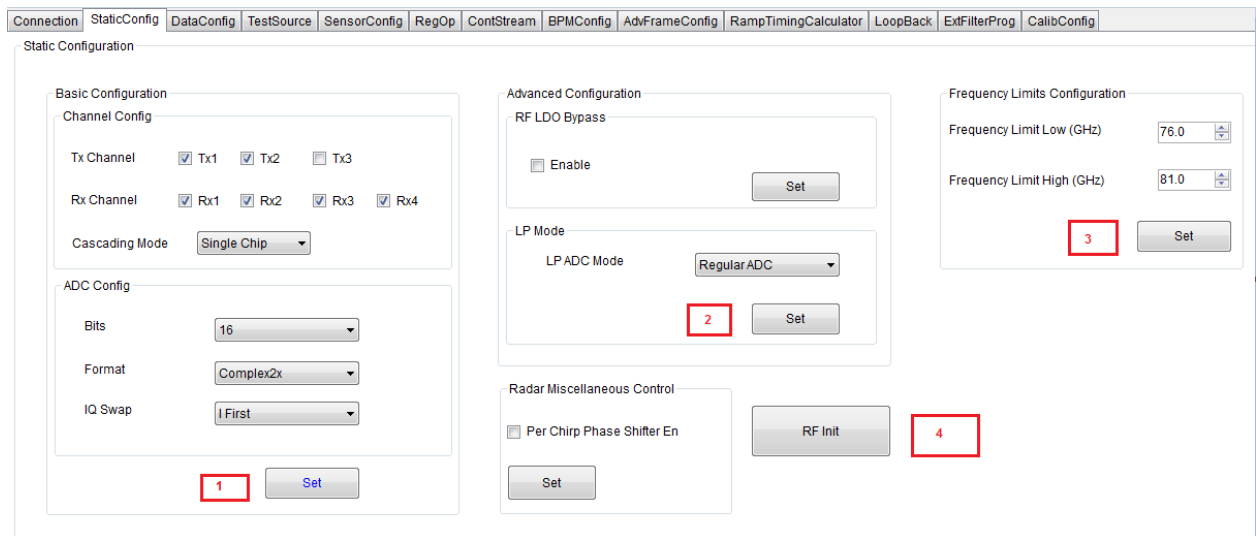 Connection StaticConfig DataConfig TestSource SensorConfig RegOp ContStream BPMConfig AdvFrameConfig RampTimingCalculator LoopBack ExtFilterProg CalibConfig
Static Configuration
Basic Configuration
Channel Config
Tx Channel Tx1 Tx2 Tx3
Rx Channel Rx1 Rx2 Rx3 Rx4
Cascading Mode Single Chip
ADC Config
Bits 16
Format Complex2x
IQ Swap I First
1 Set
Advanced Configuration
RF LDO Bypass
Enable
Set
LP Mode
LP ADC Mode Regular ADC
2 Set
Radar Miscellaneous Control
Per Chirp Phase Shifter En
Set
RF Init 4
Frequency Limits Configuration
Frequency Limit Low (GHz) 76.0
Frequency Limit High (GHz) 81.0
3 Set